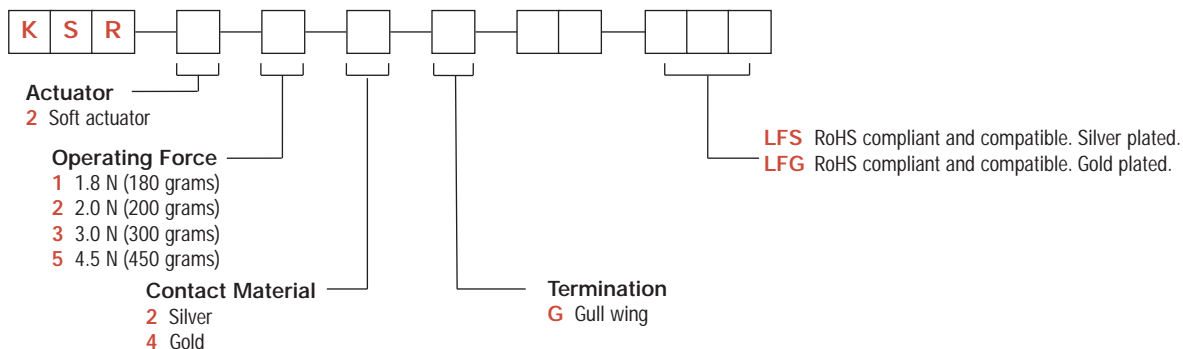 K S R
Actuator
2 Soft actuator
LFS RoHS compliant and compatible. Silver plated.
LFG RoHS compliant and compatible. Gold plated.
Operating Force
1 1.8 N (180 grams)
2 2.0 N (200 grams)
3 3.0 N (300 grams)
5 4.5 N (450 grams)
Contact Material
2 Silver
4 Gold
Termination
G Gull wing